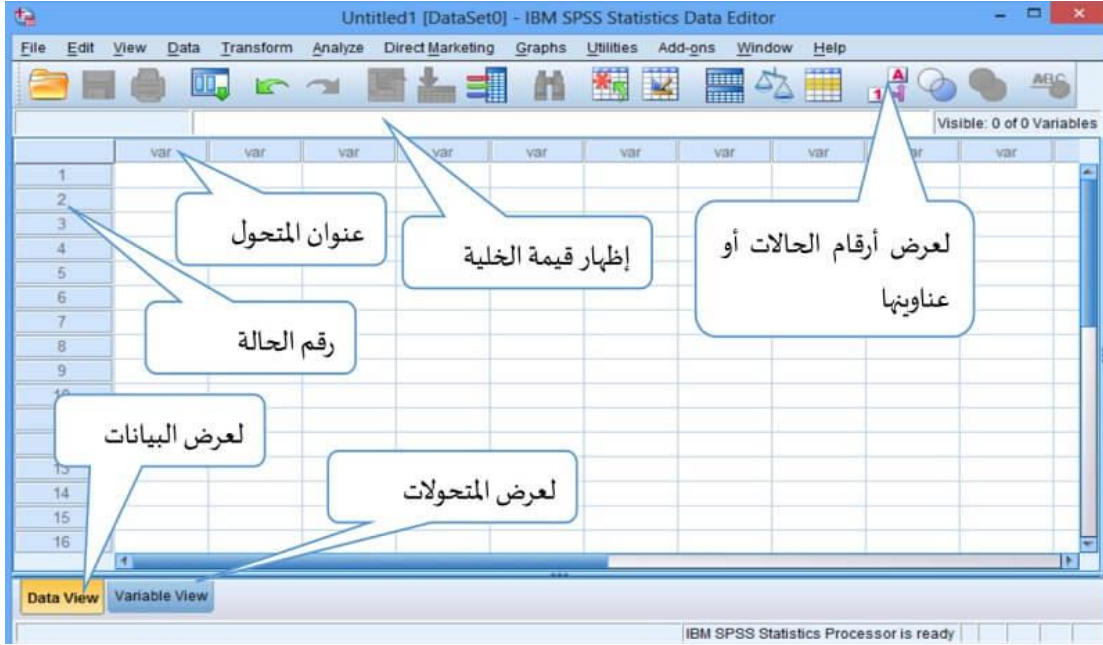 Untitled1 [DataSet0] - IBM SPSS Statistics Data Editor
File Edit View Data Transform Analyze Direct Marketing Graphs Utilities Add-ons Window Help
Visible: 0 of 0 Variables
var var var var var var var var var
1
2
3
4
5
6
7
8
9
عنوان المتحول
إظهار قيمة الخلية
لعرض أرقام الحالات أو
عناوينها
رقم الحالة
لعرض البيانات
لعرض المتحولات
14
15
16
Data View Variable View
IBM SPSS Statistics Processor is ready